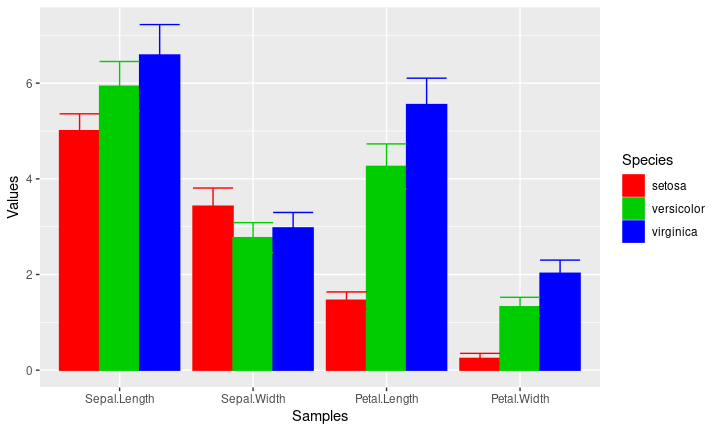 Values
6
4
2
0
Sepal.Length Sepal.Width Petal.Length Petal.Width
Samples
Species
setosa
versicolor
virginica